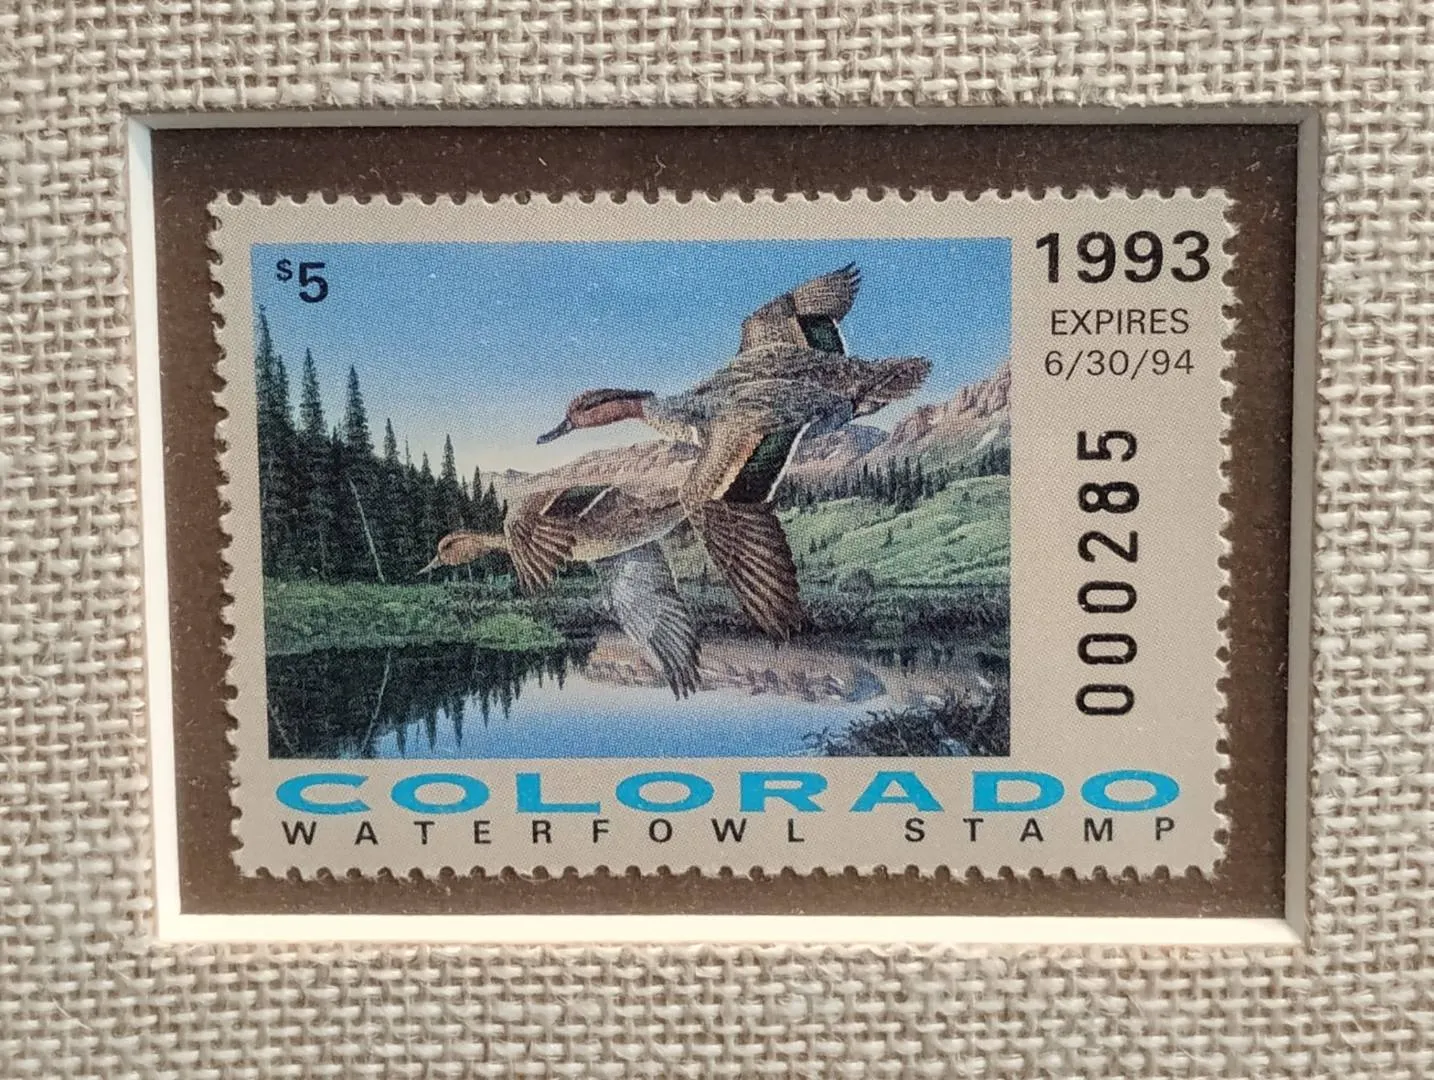 $5
1993
EXPIRES
6/30/94
000285
COLORADO
WATERFOWL STAMP